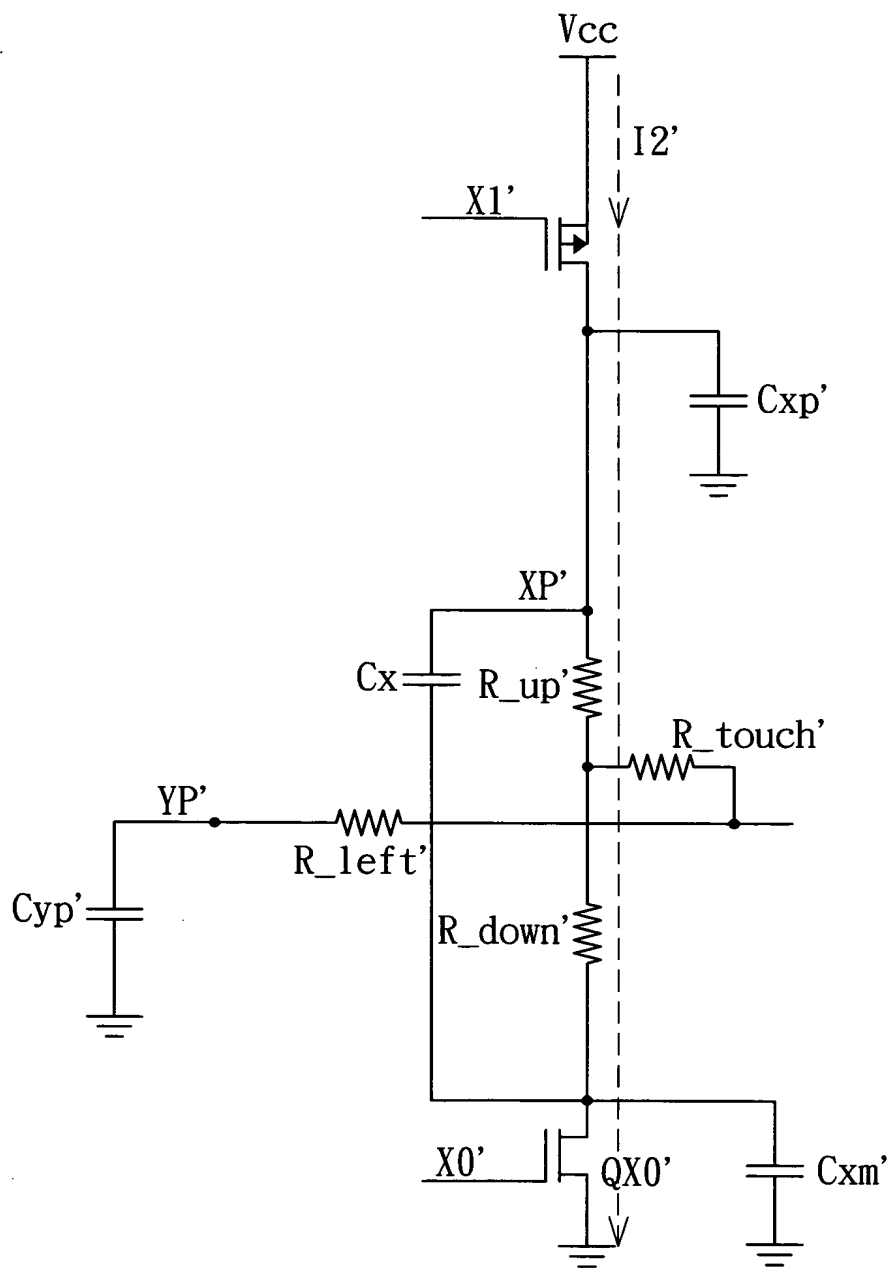 Vcc
I2’
X1’
Cxp’
XP’
Cx
R_up’
R_touch’
YP’
R_left’
Cyp’
R_down’
X0’
QX0’
Cxm’